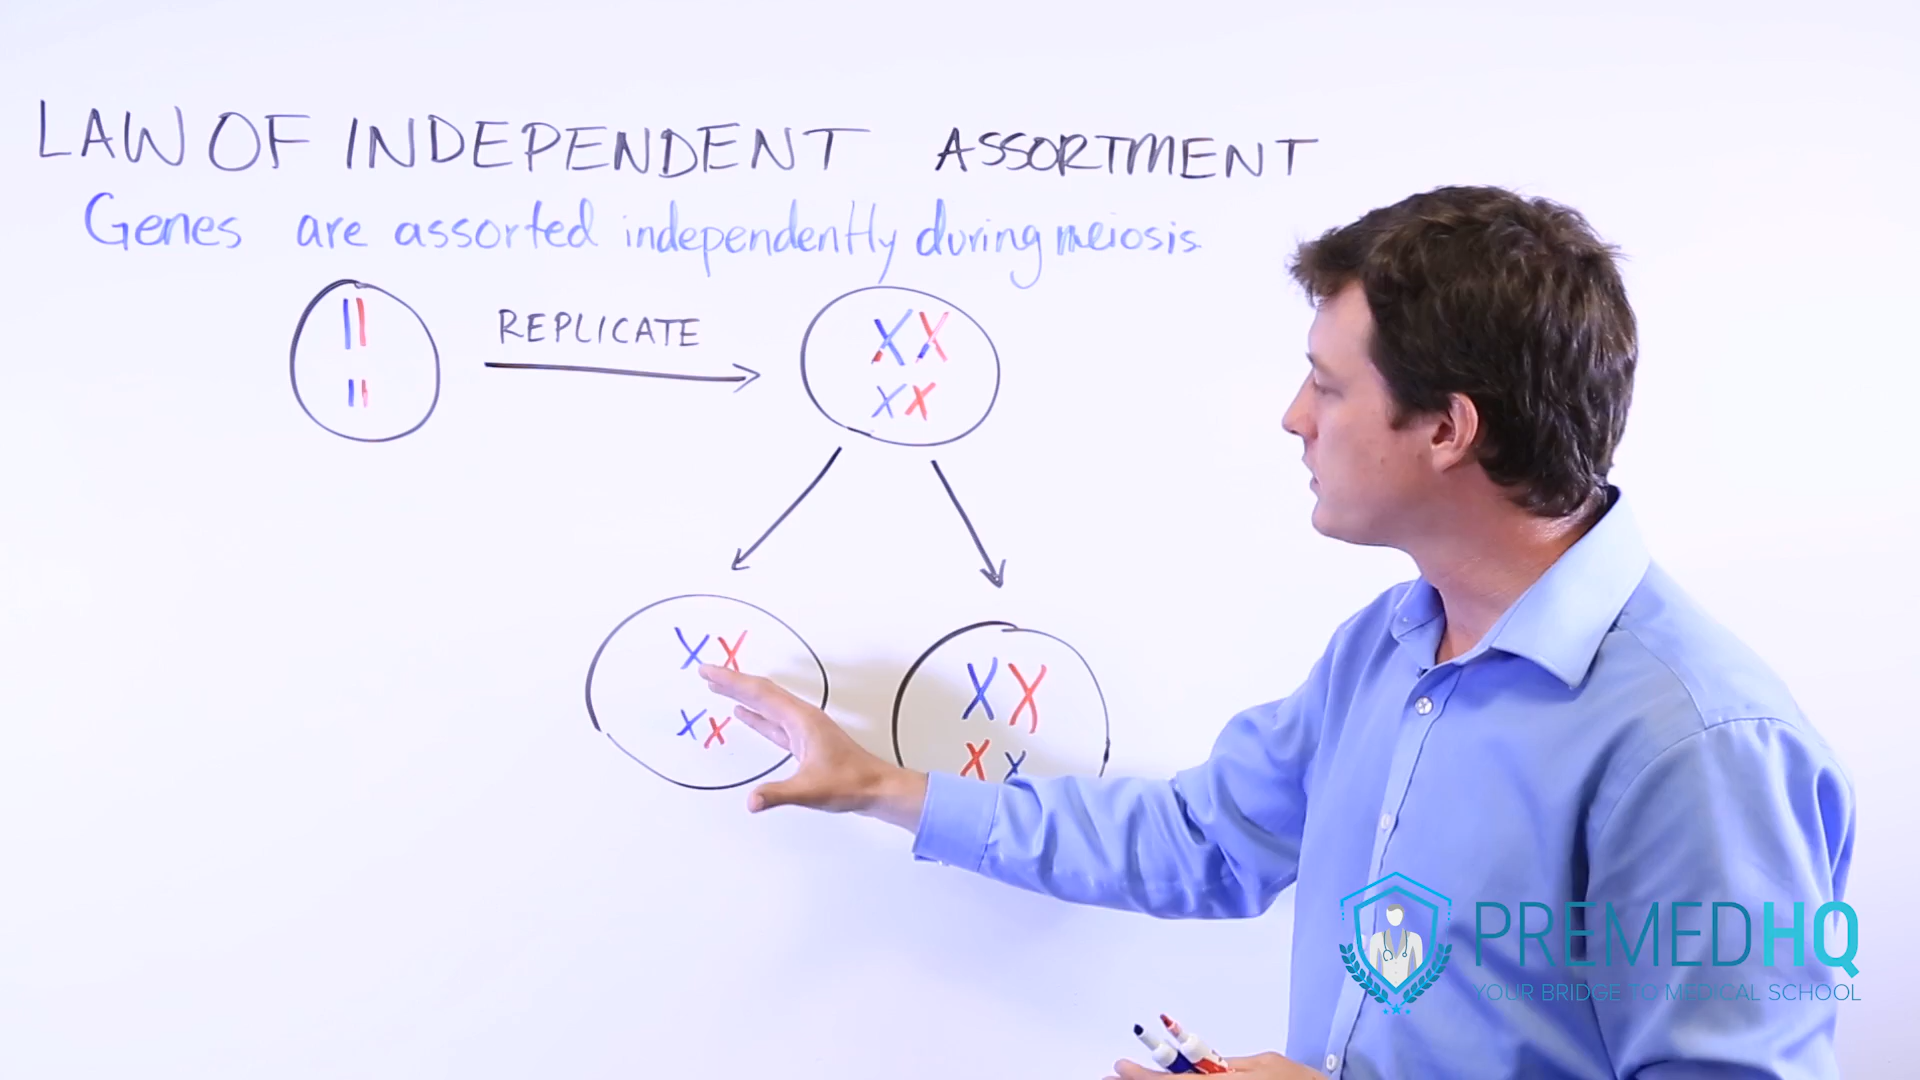 LAW OF INDEPENDENT ASSORTMENT
Genes are assorted independently during meiosis
REPLICATE
PREMEDHQ
YOUR BRIDGE TO MEDICAL SCHOOL